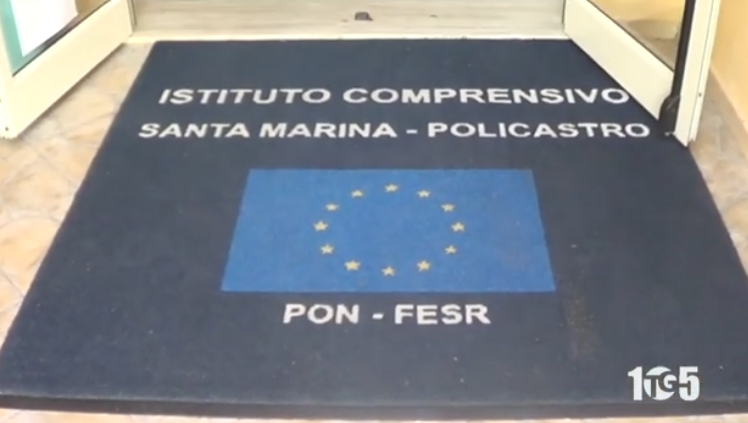 ISTITUTO COMPRENSIVO
SANTA MARINA - POLICASTRO
PON - FESR
1TG5